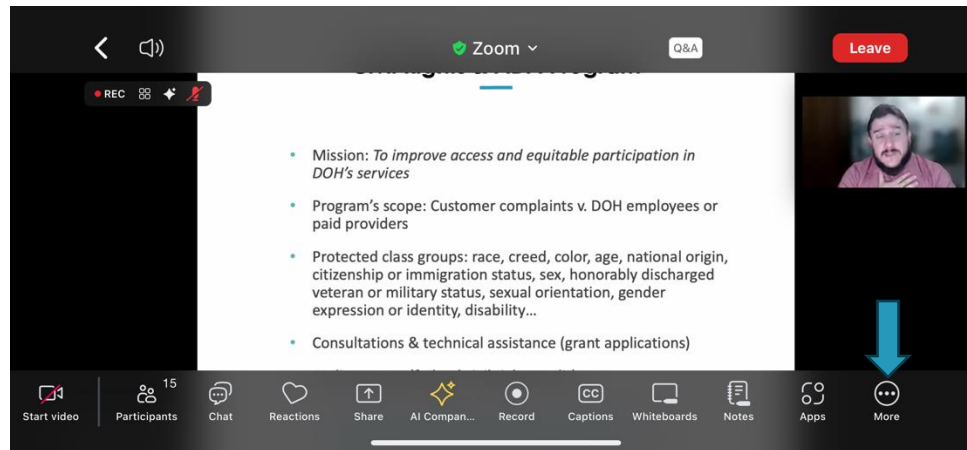 Zoom
Q&A
Leave
REC
• Mission: To improve access and equitable participation in
DOH's services
• Program's scope: Customer complaints v. DOH employees or
paid providers
• Protected class groups: race, creed, color, age, national origin,
citizenship or immigration status, sex, honorably discharged
veteran or military status, sexual orientation, gender
expression or identity, disability...
• Consultations & technical assistance (grant applications)
15
CC
Start video
Participants
Chat
Reactions
Share
AI Compan...
Record
Captions
Whiteboards
Notes
Apps
More